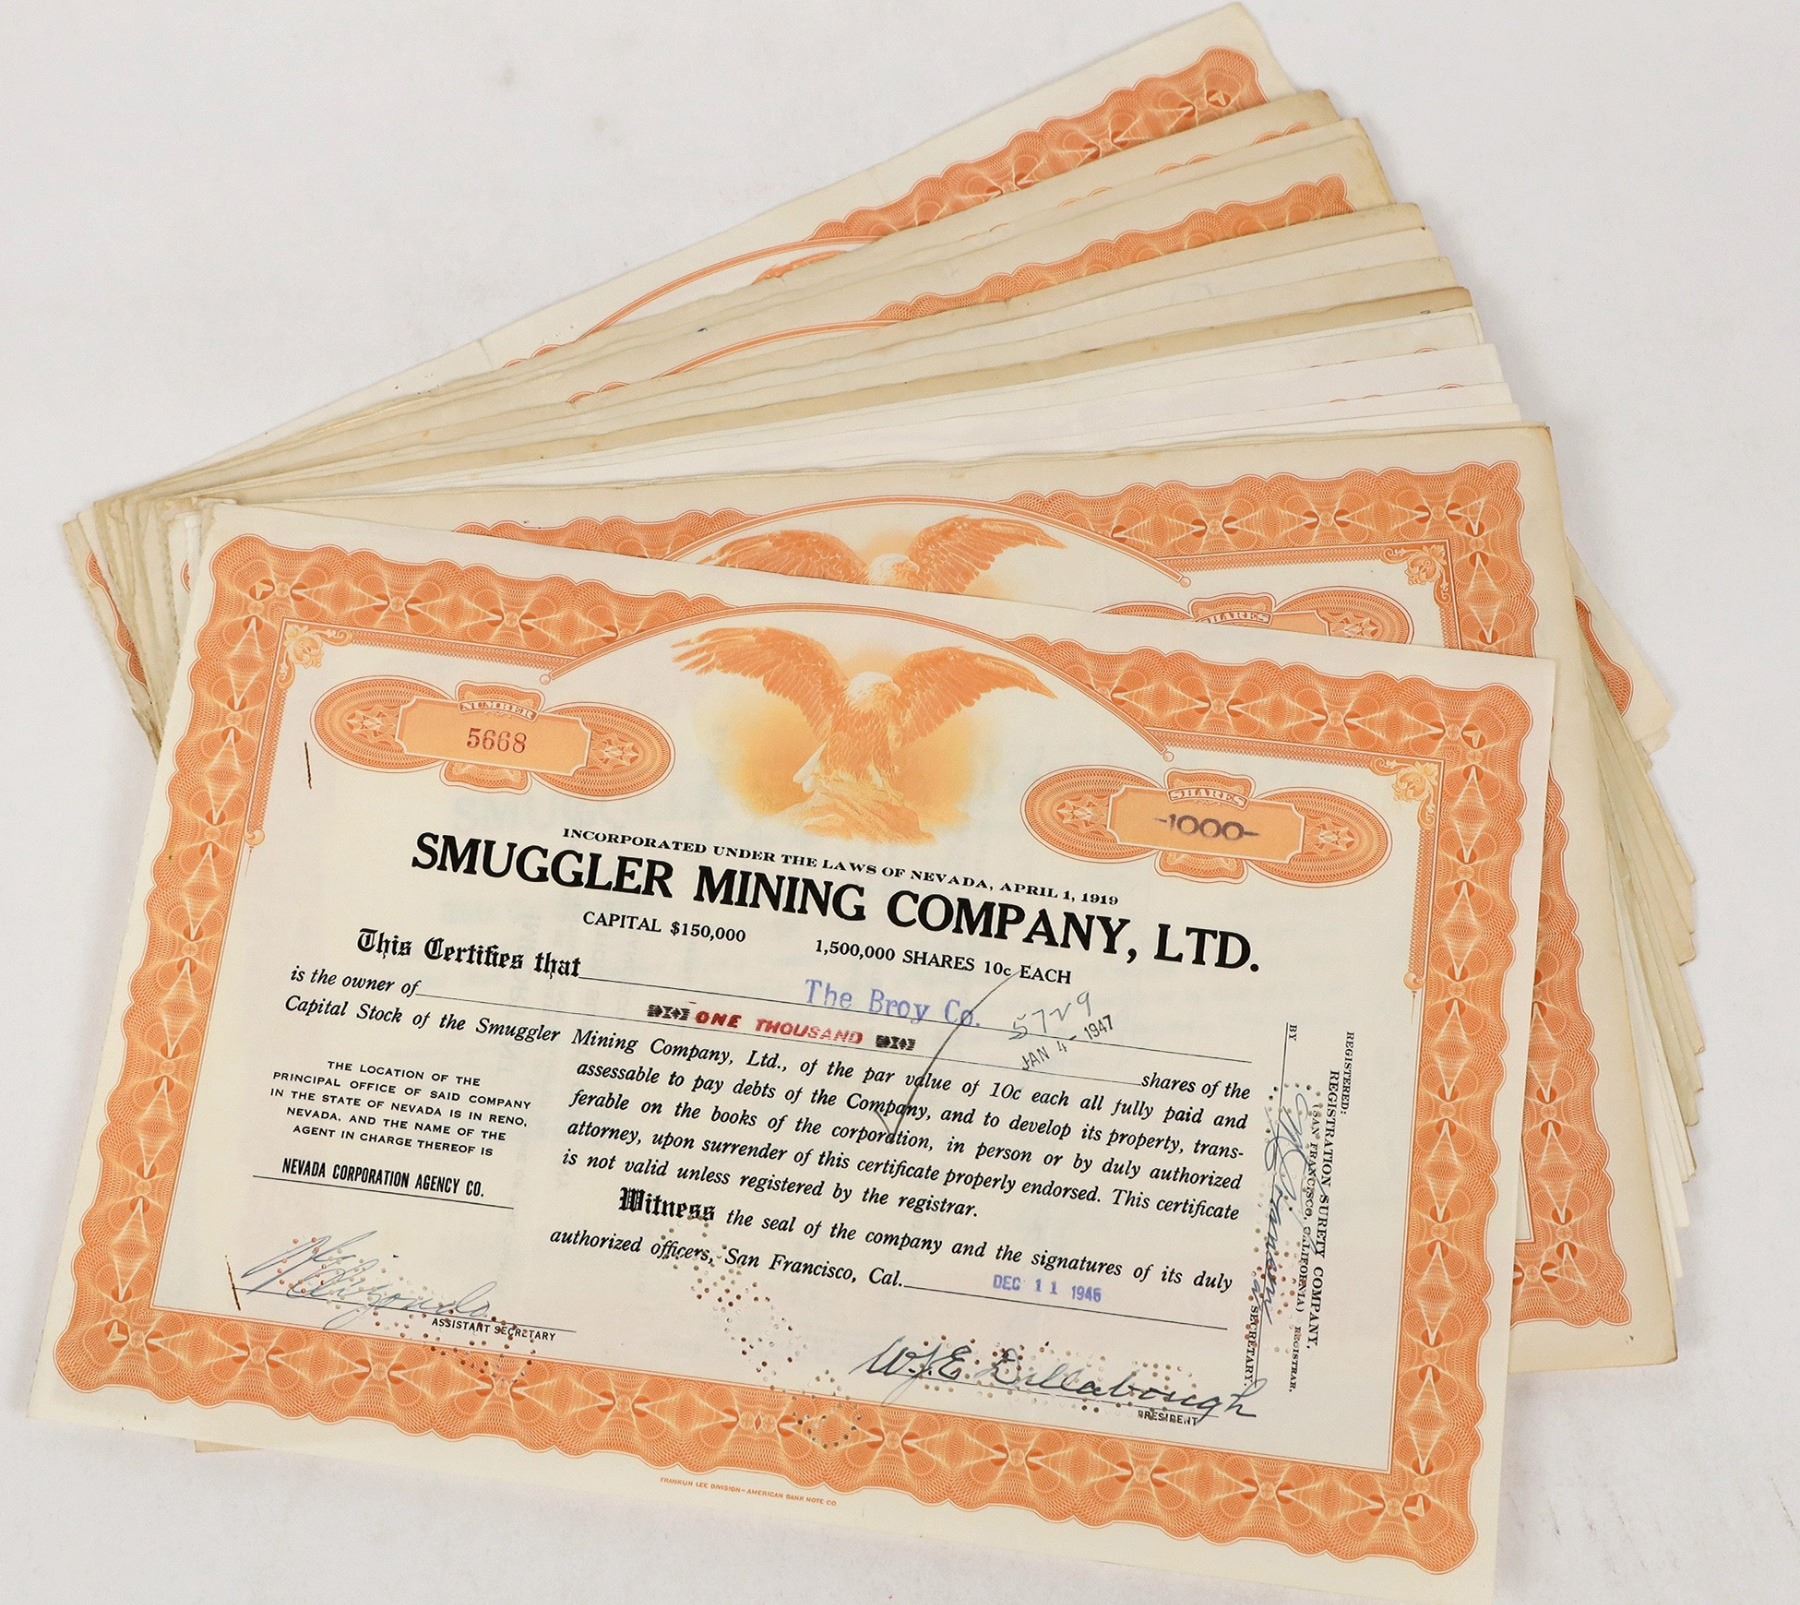 SHARES
NUMBER
5668
SHARES
-1000-
INCORPORATED UNDER THE LAWS OF NEVADA, APRIL 1, 1919
SMUGGLER MINING COMPANY, LTD.
CAPITAL $150,000 1,500,000 SHARES 10c EACH
This Certifies that The Broy Co.
5729
JAN 4 - 1947
is the owner of ONE THOUSAND shares of the
Capital Stock of the Smuggler Mining Company, Ltd., of the par value of 10c each all fully paid and
assessable to pay debts of the Company, and to develop its property, trans-
ferable on the books of the corporation, in person or by duly authorized
attorney, upon surrender of this certificate properly endorsed. This certificate
is not valid unless registered by the registrar.
Witness the seal of the company and the signatures of its duly
authorized officers, San Francisco, Cal. DEC 11 1946
THE LOCATION OF THE
PRINCIPAL OFFICE OF SAID COMPANY
IN THE STATE OF NEVADA IS IN RENO,
NEVADA, AND THE NAME OF THE
AGENT IN CHARGE THEREOF IS
NEVADA CORPORATION AGENCY CO.
ASSISTANT SECRETARY
W.J.E. Dillabough
PRESIDENT
REGISTERED:
REGISTRATION SURETY COMPANY,
(SAN FRANCISCO, CALIFORNIA) REGISTRAR.
BY SECRETARY.
FRANKLIN LEE DIVISION - AMERICAN BANK NOTE CO